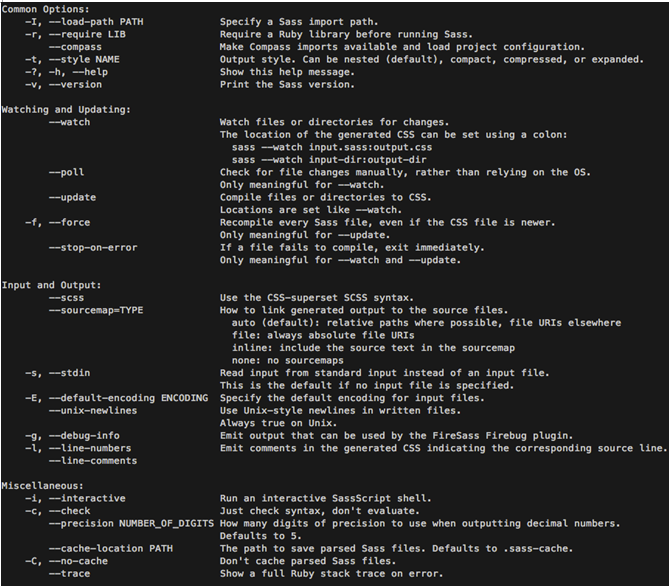 Common Options:
-I, --load-path PATH Specify a Sass import path.
-r, --require LIB Require a Ruby library before running Sass.
--compass Make Compass imports available and load project configuration.
-t, --style NAME Output style. Can be nested (default), compact, compressed, or expanded.
-?, -h, --help Show this help message.
-v, --version Print the Sass version.
Watching and Updating:
--watch Watch files or directories for changes.
The location of the generated CSS can be set using a colon:
sass --watch input.sass:output.css
sass --watch input-dir:output-dir
--poll Check for file changes manually, rather than relying on the OS.
Only meaningful for --watch.
--update Compile files or directories to CSS.
Locations are set like --watch.
-f, --force Recompile every Sass file, even if the CSS file is newer.
Only meaningful for --update.
--stop-on-error If a file fails to compile, exit immediately.
Only meaningful for --watch and --update.
Input and Output:
--scss Use the CSS-superset SCSS syntax.
--sourcemap=TYPE How to link generated output to the source files.
auto (default): relative paths where possible, file URIs elsewhere
file: always absolute file URIs
inline: include the source text in the sourcemap
none: no sourcemaps
-s, --stdin Read input from standard input instead of an input file.
This is the default if no input file is specified.
-E, --default-encoding ENCODING Specify the default encoding for input files.
--unix-newlines Use Unix-style newlines in written files.
Always true on Unix.
-g, --debug-info Emit output that can be used by the FireSass Firebug plugin.
-l, --line-numbers Emit comments in the generated CSS indicating the corresponding source line.
--line-comments
Miscellaneous:
-i, --interactive Run an interactive SassScript shell.
-c, --check Just check syntax, don't evaluate.
--precision NUMBER_OF_DIGITS How many digits of precision to use when outputting decimal numbers.
Defaults to 5.
--cache-location PATH The path to save parsed Sass files. Defaults to .sass-cache.
-C, --no-cache Don't cache parsed Sass files.
--trace Show a full Ruby stack trace on error.